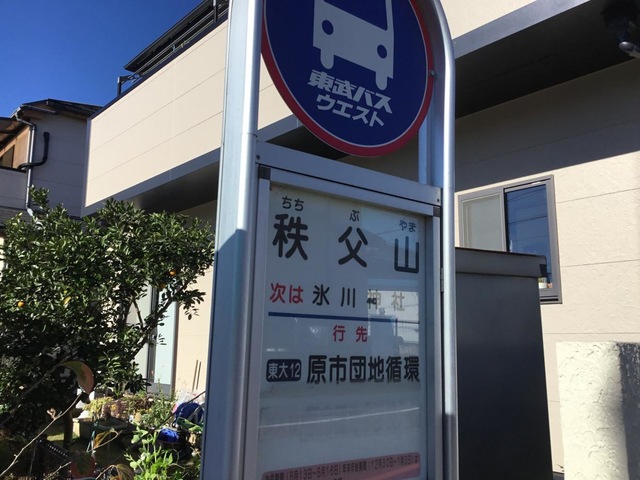 東武バス
ウエスト
ちち ぶ やま
秩父山
次は 氷川神社
行先
東大12 原市団地循環